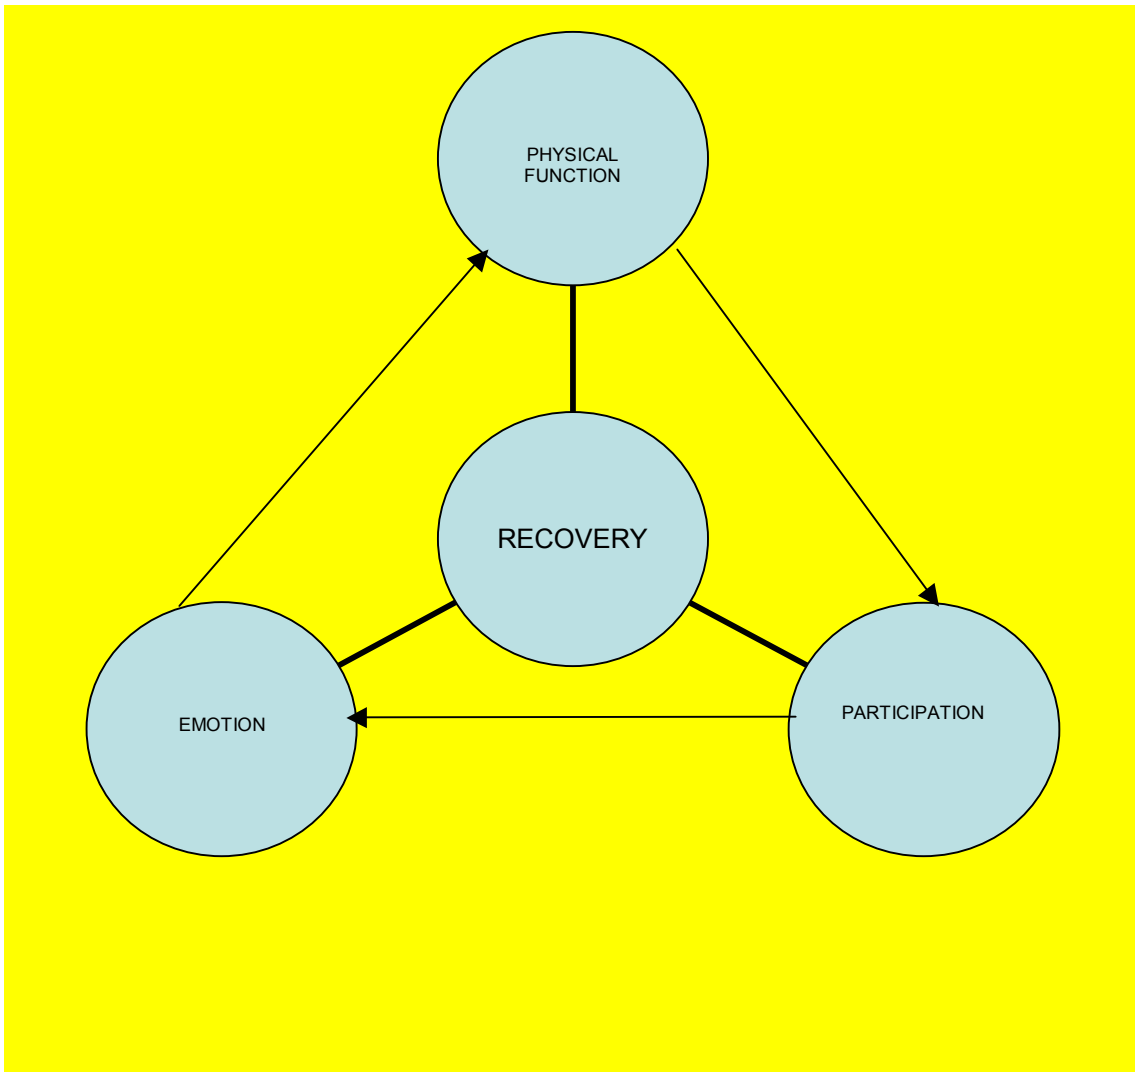 PHYSICAL
FUNCTION
RECOVERY
EMOTION
PARTICIPATION